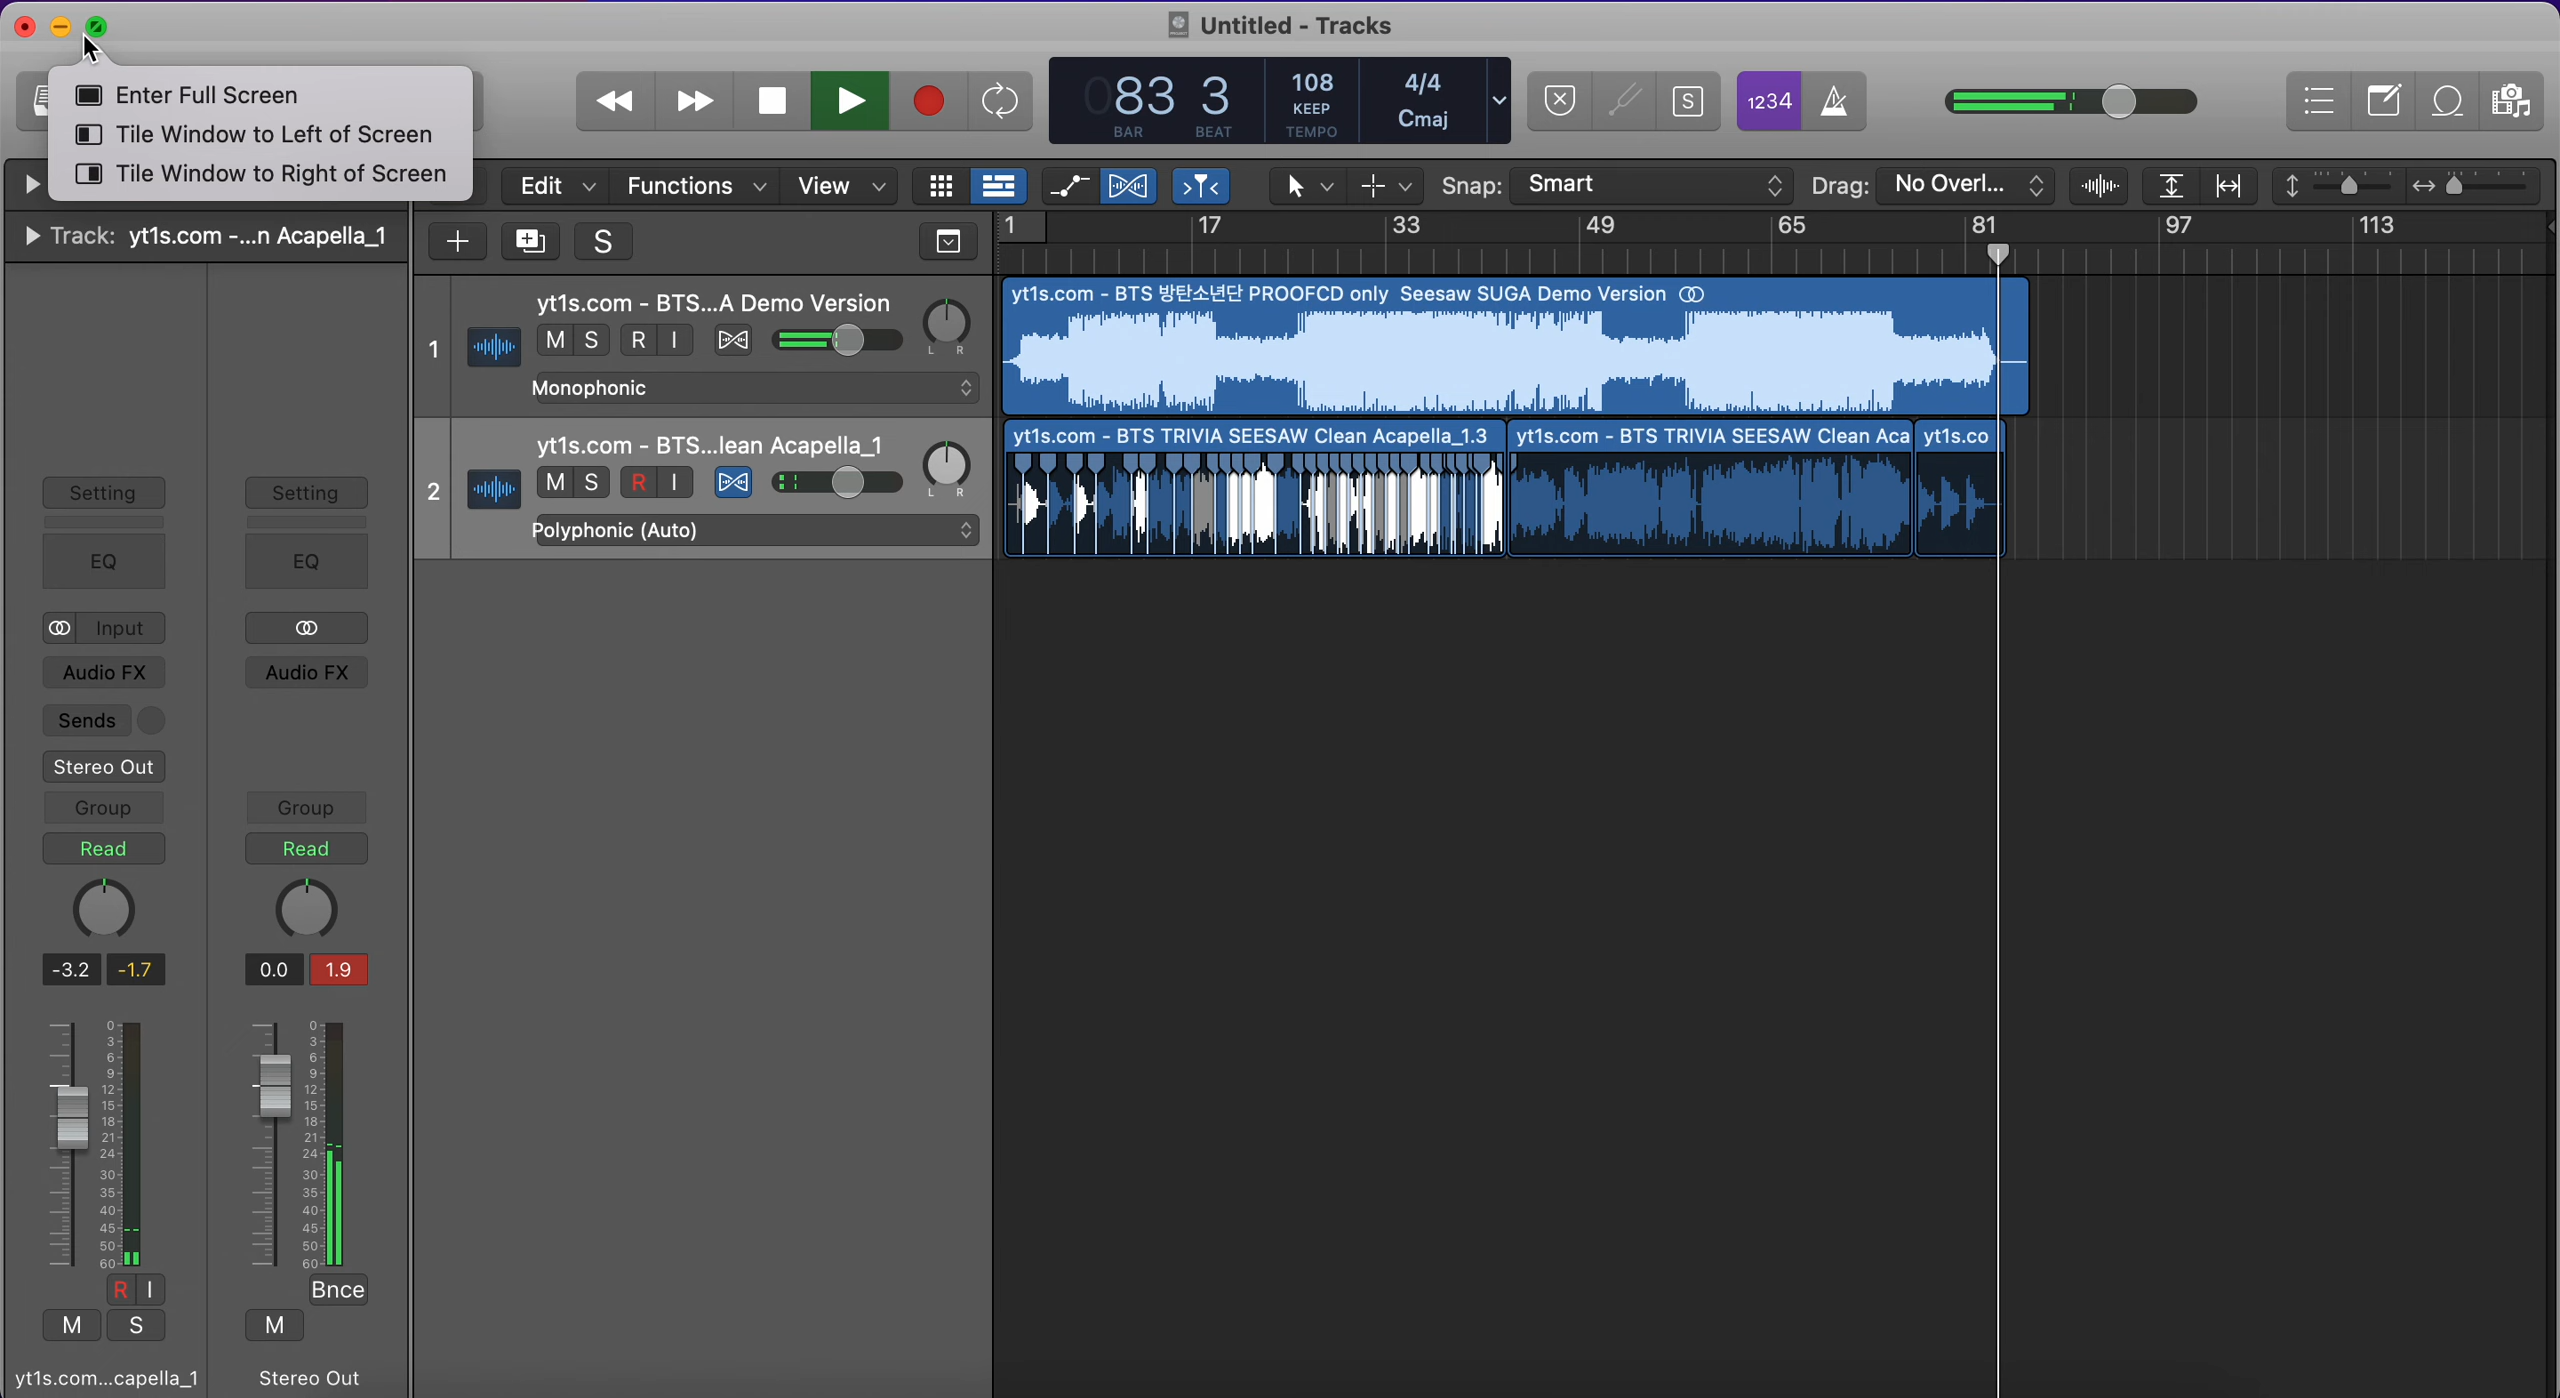 Untitled - Tracks
Enter Full Screen
Tile Window to Left of Screen
Tile Window to Right of Screen
083 3
BAR BEAT
108
KEEP
TEMPO
4/4
Cmaj
S
1234
Edit Functions View
Snap: Smart
Drag: No Overl...
Track: yt1s.com -...n Acapella_1
S
1 17 33 49 65 81 97 113
1
yt1s.com - BTS...A Demo Version
M S R I
L R
Monophonic
yt1s.com - BTS 방탄소년단 PROOFCD only Seesaw SUGA Demo Version
2
yt1s.com - BTS...lean Acapella_1
M S R I
L R
Polyphonic (Auto)
yt1s.com - BTS TRIVIA SEESAW Clean Acapella_1.3
yt1s.com - BTS TRIVIA SEESAW Clean Aca
yt1s.co
Setting Setting
EQ EQ
Input
Audio FX Audio FX
Sends
Stereo Out
Group Group
Read Read
-3.2 -1.7 0.0 1.9
0 0
3 3
6 6
9 9
12 12
15 15
18 18
21 21
24 24
30 30
35 35
40 40
45 45
50 50
60 60
R I Bnce
M S M
yt1s.com...capella_1 Stereo Out